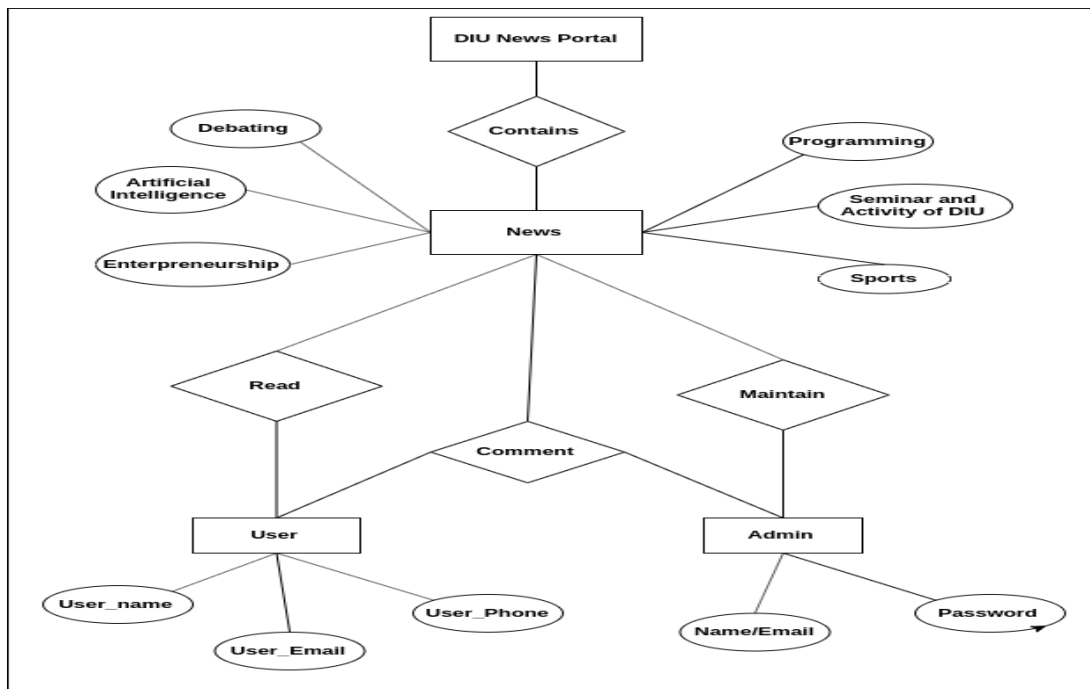 DIU News Portal
Contains
Debating
Programming
Artificial
Intelligence
Seminar and
Activity of DIU
News
Enterpreneurship
Sports
Read
Maintain
Comment
User
Admin
User_name
User_Phone
User_Email
Name/Email
Password